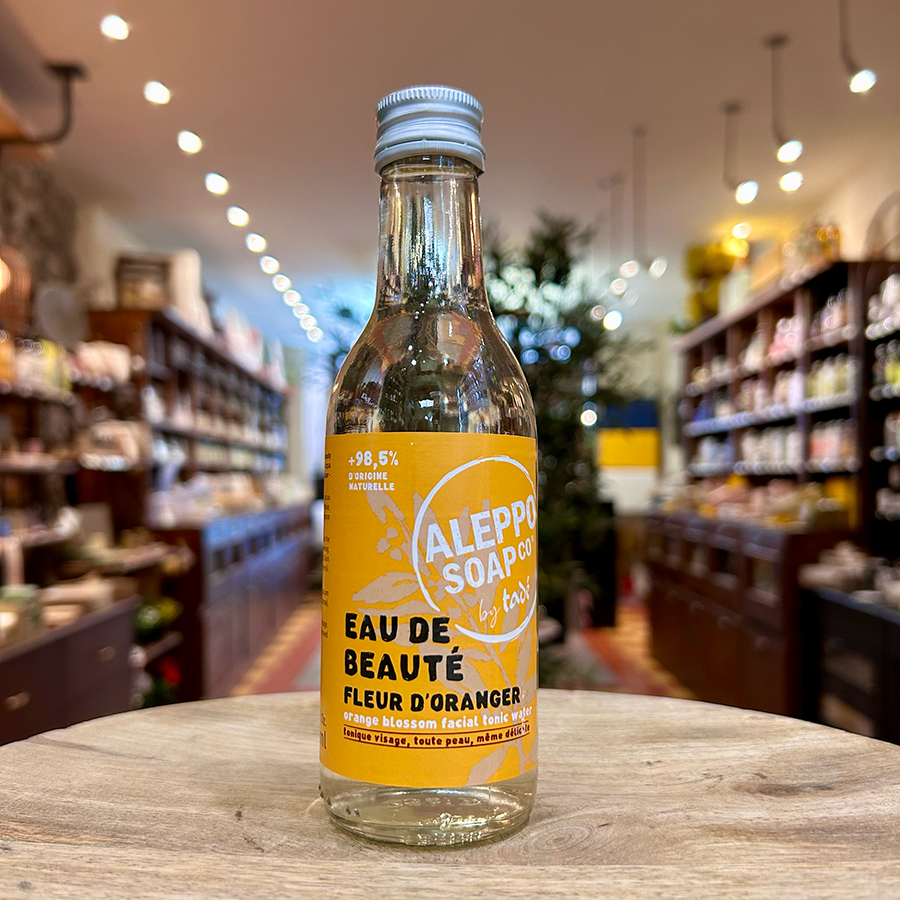 +98,5%
D'ORIGINE
NATURELLE
ALEPPO
SOAP CO
by tadé
EAU DE
BEAUTÉ
FLEUR D'ORANGER
orange blossom facial tonic water
tonique visage, toute peau, même délicate